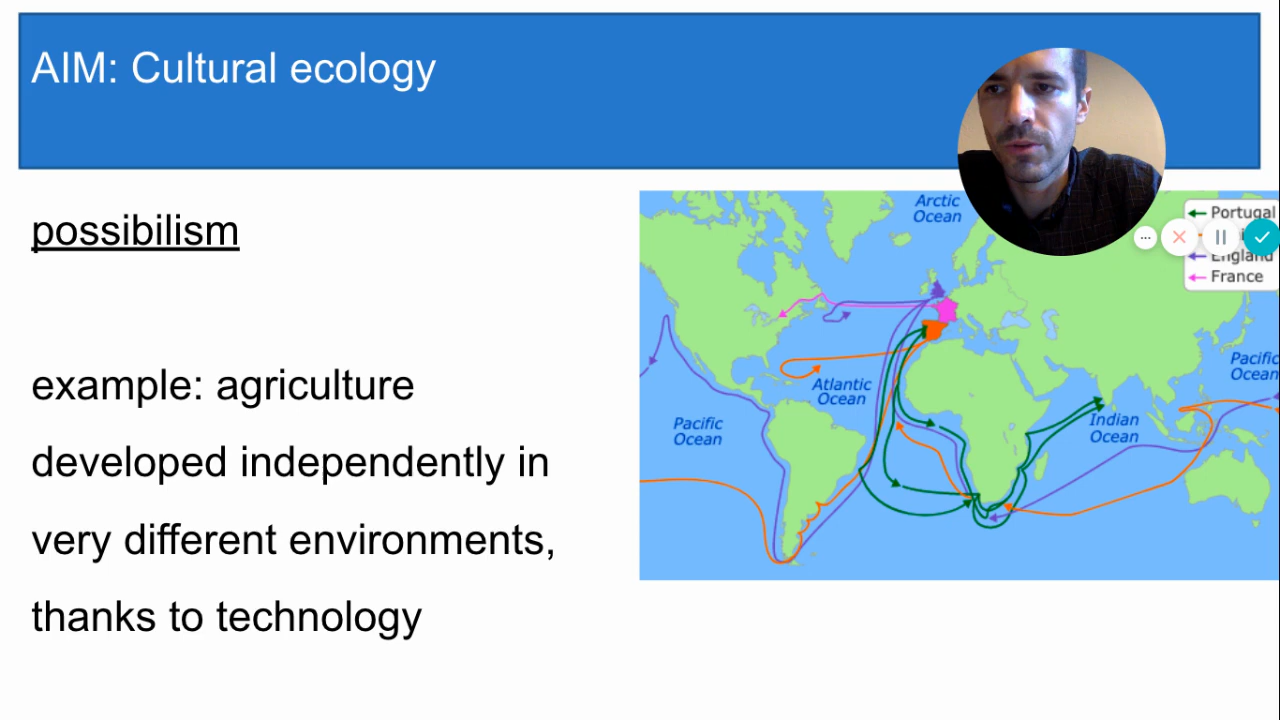 AIM: Cultural ecology
possibilism
example: agriculture
developed independently in
very different environments,
thanks to technology
Arctic
Ocean
Portugal
England
France
Atlantic
Ocean
Pacific
Ocean
Indian
Ocean
Pacific
Ocean